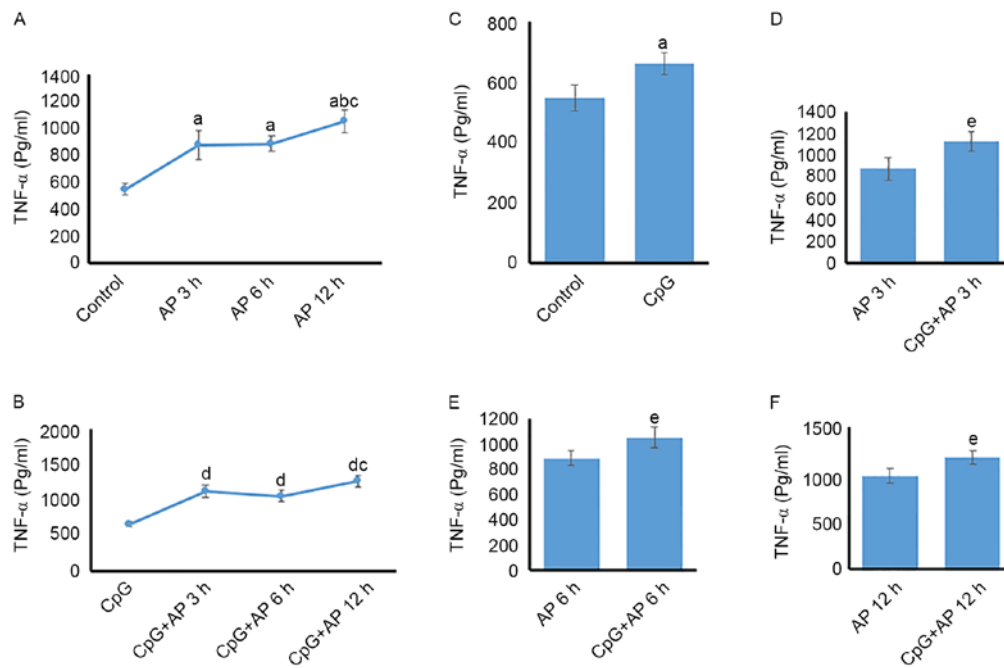 A
TNF-α (Pg/ml)
1400
1200
1000
800
600
400
200
0
a
a
abc
Control
AP 3 h
AP 6 h
AP 12 h
B
TNF-α (Pg/ml)
2000
1500
1000
500
0
d
d
dc
CpG
CpG+AP 3 h
CpG+AP 6 h
CpG+AP 12 h
C
TNF-α (Pg/ml)
800
600
400
200
0
a
Control
CpG
D
TNF-α (Pg/ml)
1400
1200
1000
800
600
400
200
0
e
AP 3 h
CpG+AP 3 h
E
TNF-α (Pg/ml)
1200
1000
800
600
400
200
0
e
AP 6 h
CpG+AP 6 h
F
TNF-α (Pg/ml)
1500
1000
500
0
e
AP 12 h
CpG+AP 12 h